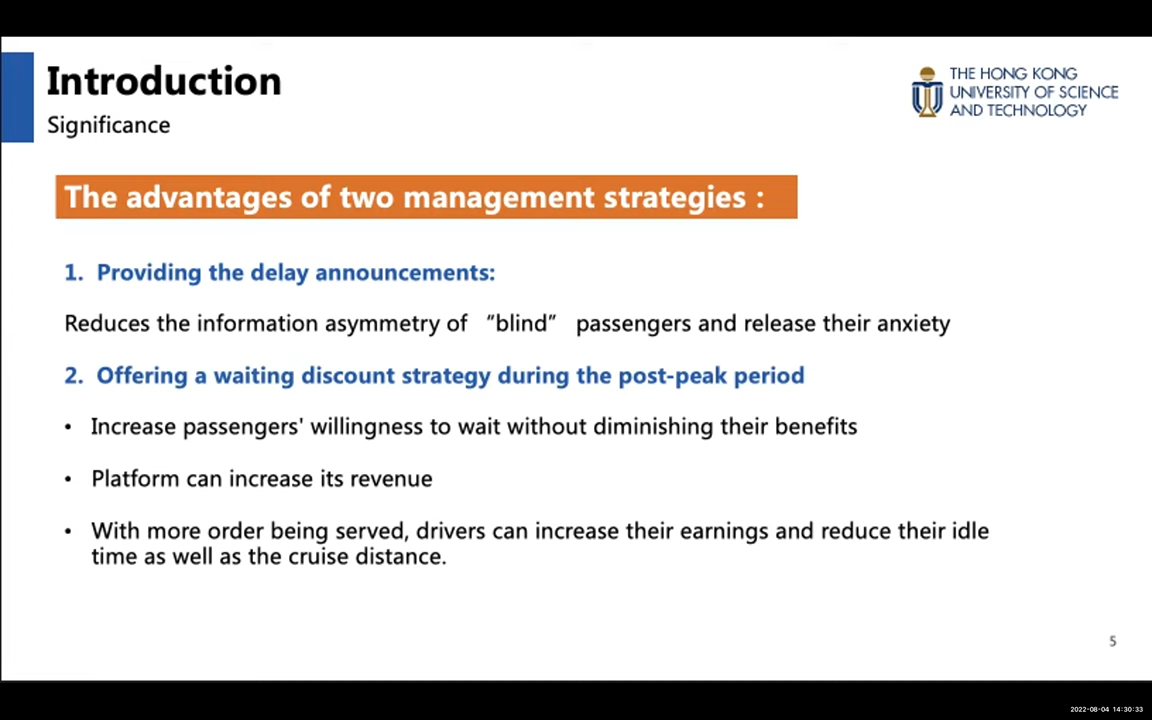 Introduction
Significance
THE HONG KONG
UNIVERSITY OF SCIENCE
AND TECHNOLOGY
The advantages of two management strategies :
1. Providing the delay announcements:
Reduces the information asymmetry of “blind” passengers and release their anxiety
2. Offering a waiting discount strategy during the post-peak period
• Increase passengers' willingness to wait without diminishing their benefits
• Platform can increase its revenue
• With more order being served, drivers can increase their earnings and reduce their idle
time as well as the cruise distance.
5
2022-08-04 14:30:33